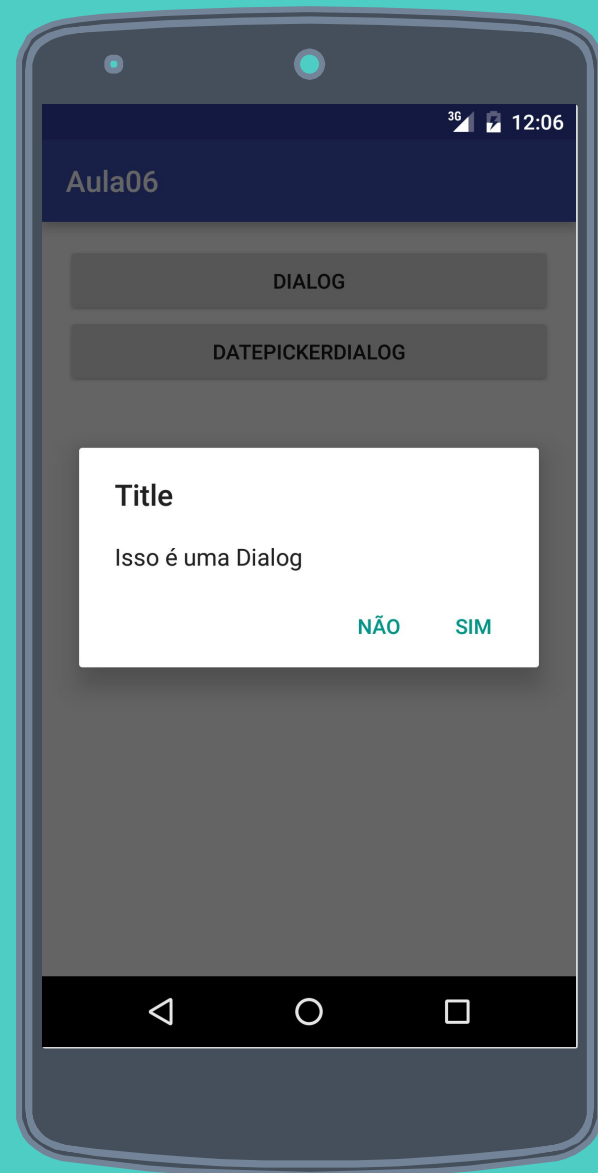 3G 12:06
Aula06
DIALOG
DATEPICKERDIALOG
Title
Isso é uma Dialog
NÃO SIM